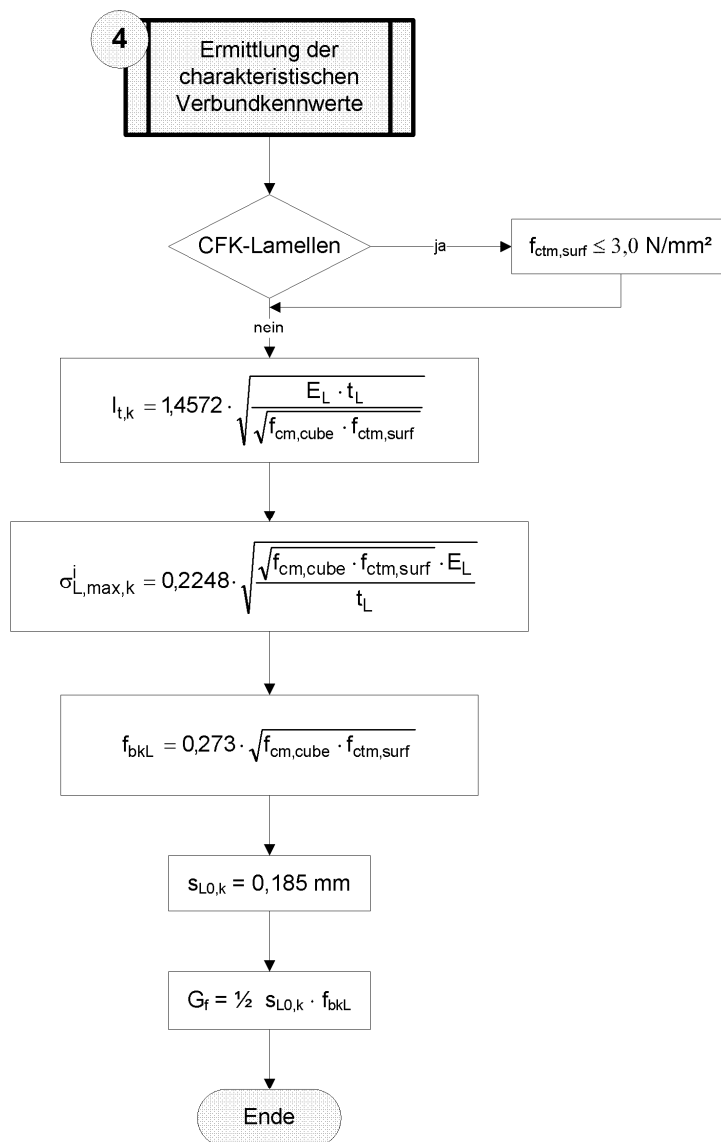 4
Ermittlung der
charakteristischen
Verbundkennwerte
CFK-Lamellen
ja
f_ctm,surf ≤ 3,0 N/mm²
nein
l_t,k = 1,4572 · √(E_L · t_L / √(f_cm,cube · f_ctm,surf))
σ^i_L,max,k = 0,2248 · √(√(f_cm,cube · f_ctm,surf) · E_L / t_L)
f_bkL = 0,273 · √(f_cm,cube · f_ctm,surf)
s_L0,k = 0,185 mm
G_f = ½ s_L0,k · f_bkL
Ende